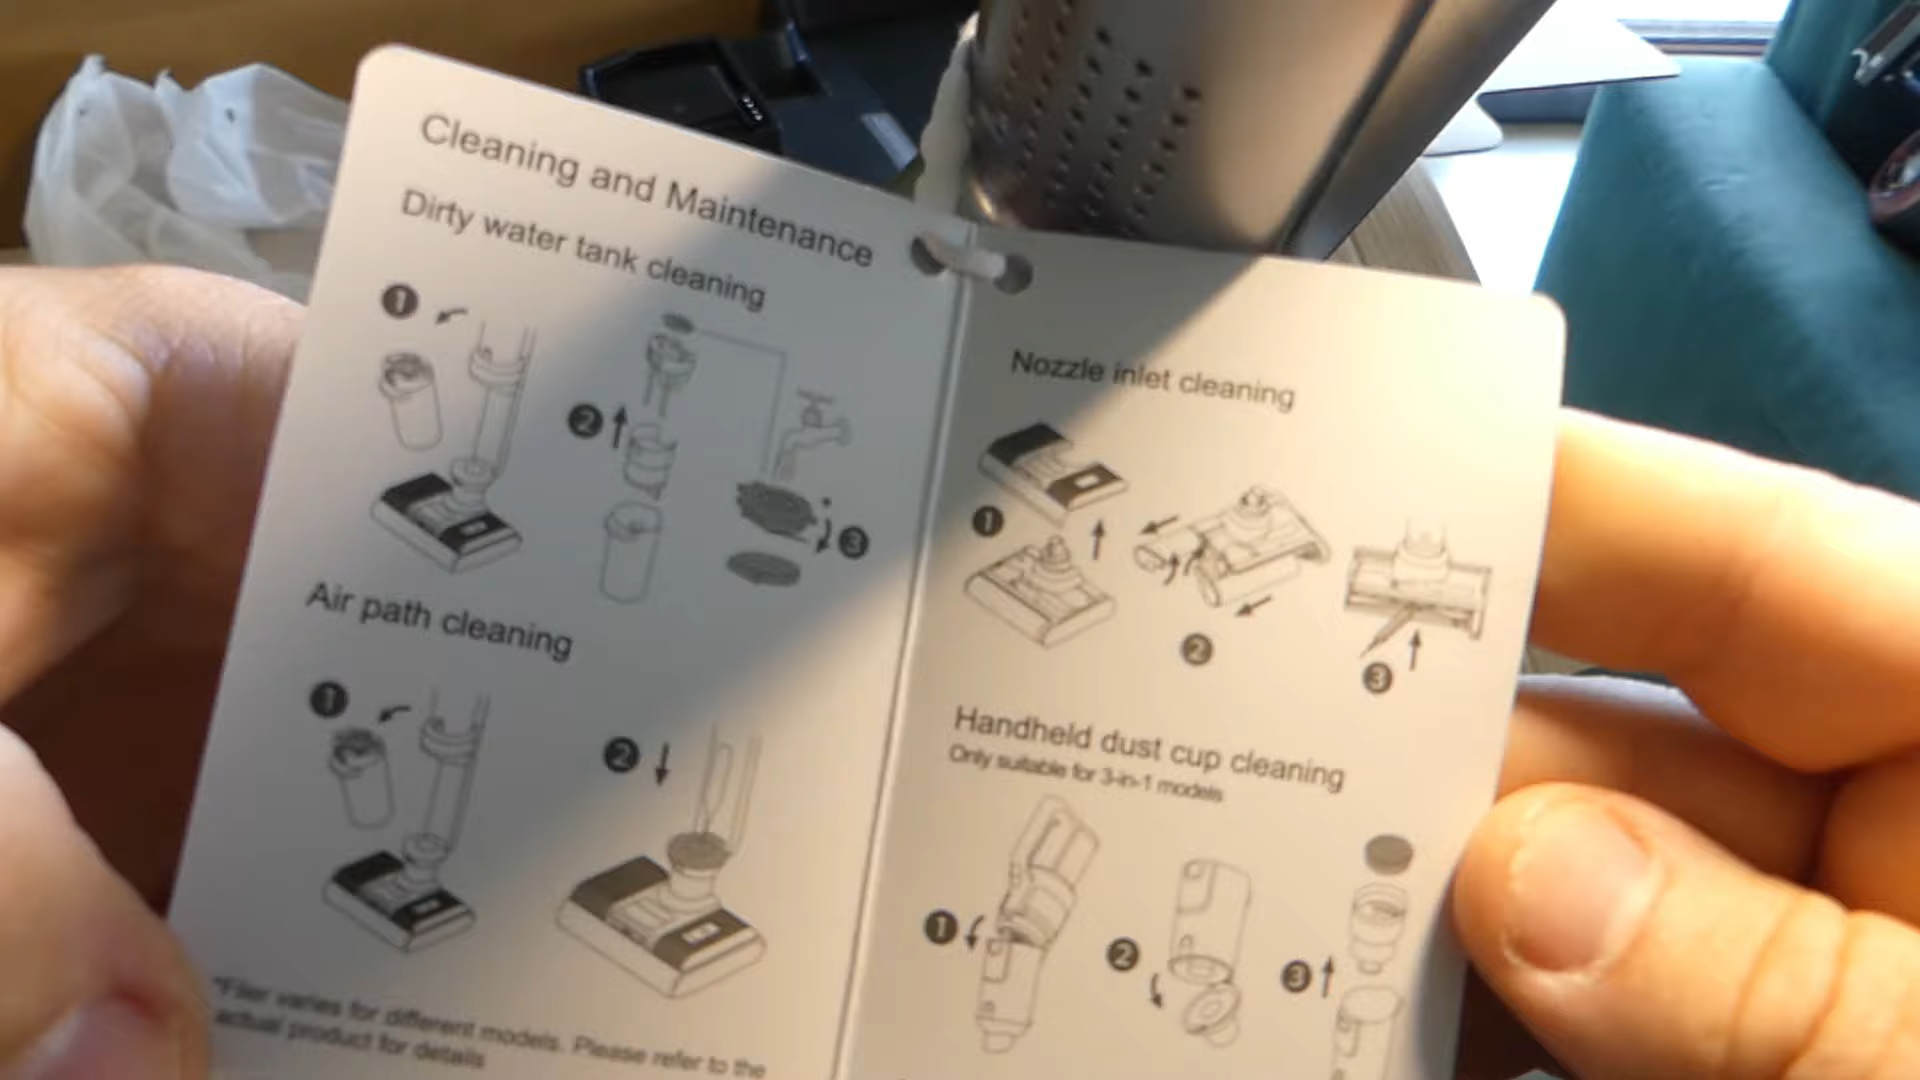 Cleaning and Maintenance
Dirty water tank cleaning
1
2
3
Air path cleaning
1
2
*Filer varies for different models. Please refer to the
actual product for details
Nozzle inlet cleaning
1
2
3
Handheld dust cup cleaning
Only suitable for 3-in-1 models
1
2
3